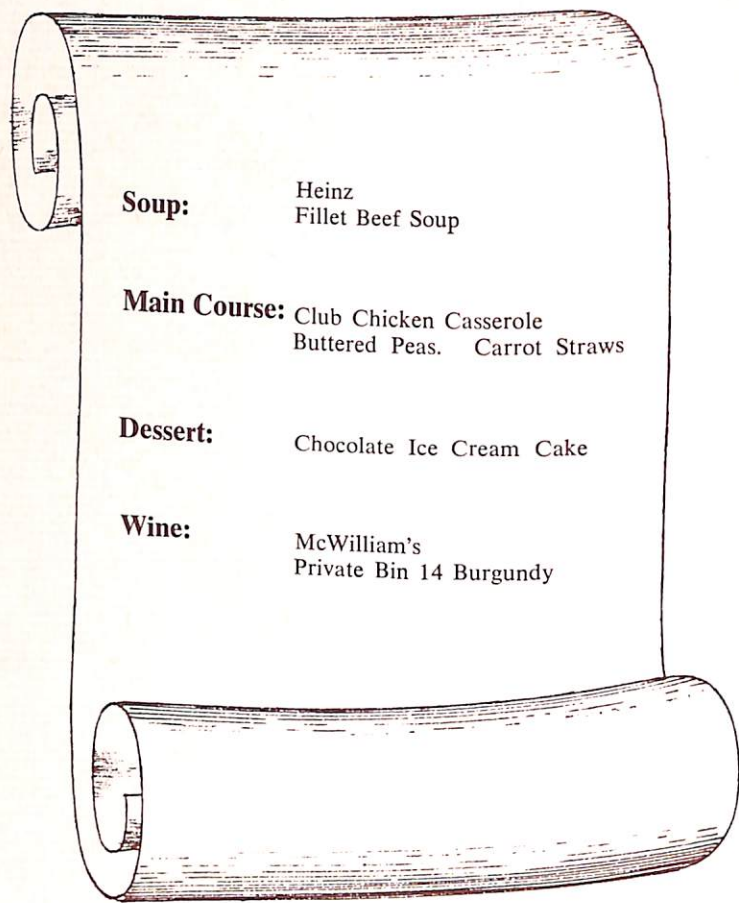 Soup: Heinz
Fillet Beef Soup
Main Course: Club Chicken Casserole
Buttered Peas. Carrot Straws
Dessert: Chocolate Ice Cream Cake
Wine: McWilliam's
Private Bin 14 Burgundy